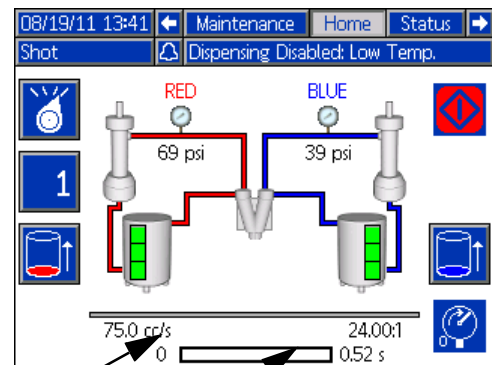 08/19/11 13:41 Maintenance Home Status
Shot Dispensing Disabled: Low Temp.
RED BLUE
69 psi 39 psi
1
75.0 cc/s 24.00:1
0 0.52 s
0